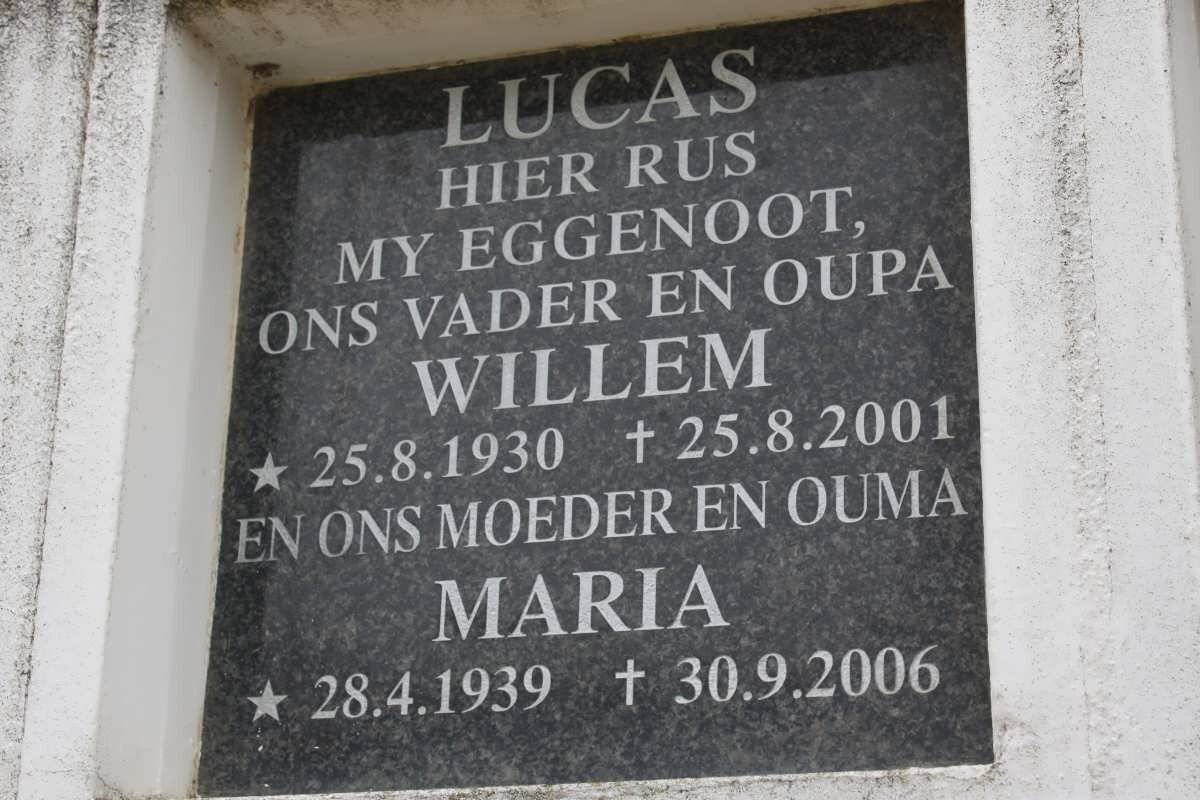 LUCAS
HIER RUS
MY EGGENOOT,
ONS VADER EN OUPA
WILLEM
★ 25.8.1930 ✝ 25.8.2001
EN ONS MOEDER EN OUMA
MARIA
★ 28.4.1939 ✝ 30.9.2006